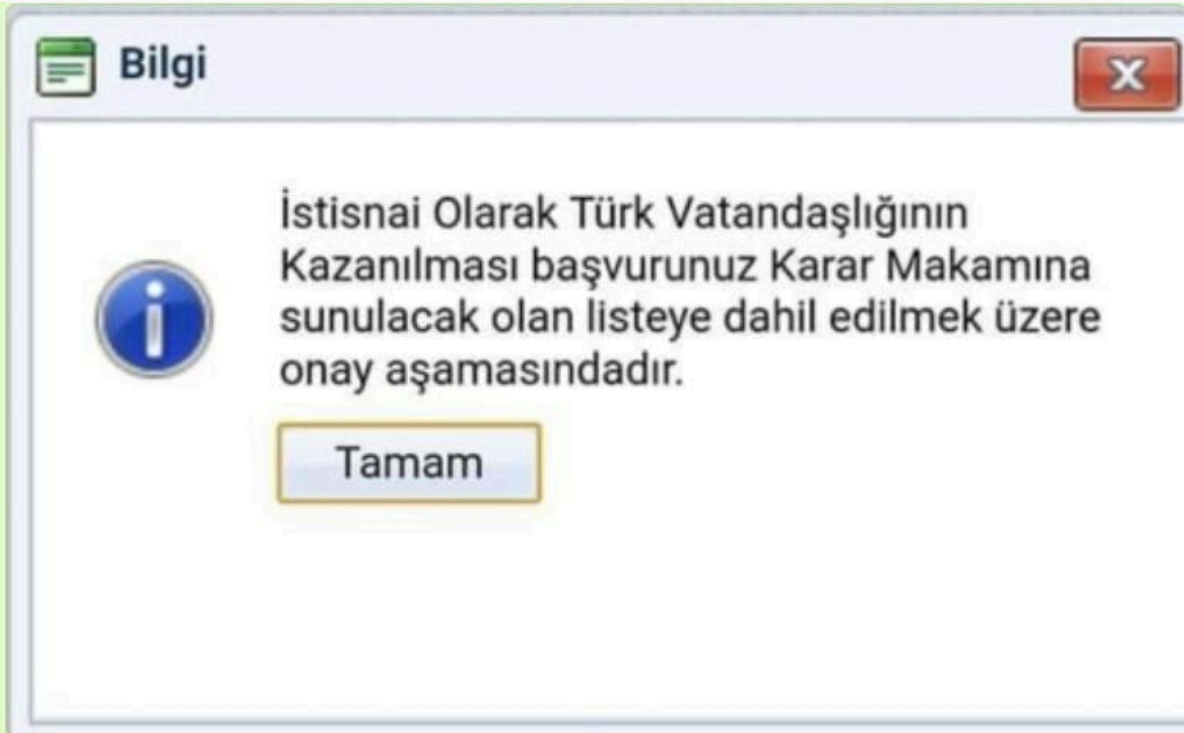 Bilgi
İstisnai Olarak Türk Vatandaşlığının
Kazanılması başvurunuz Karar Makamına
sunulacak olan listeye dahil edilmek üzere
onay aşamasındadır.
Tamam